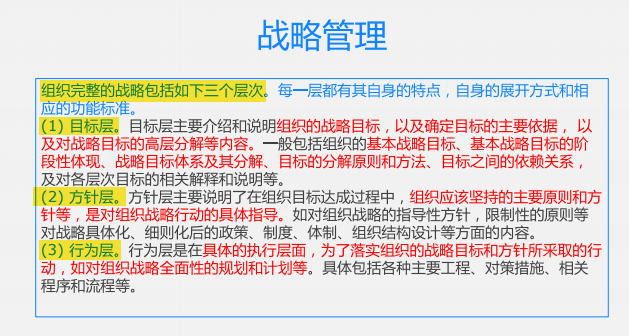 战略管理
组织完整的战略包括如下三个层次。每一层都有其自身的特点，自身的展开方式和相
应的功能标准。
(1) 目标层。目标层主要介绍和说明组织的战略目标，以及确定目标的主要依据， 以
及对战略目标的高层分解等内容。一般包括组织的基本战略目标、基本战略目标的阶
段性体现、战略目标体系及其分解、目标的分解原则和方法、目标之间的依赖关系，
及对各层次目标的相关解释和说明等。
(2) 方针层。方针层主要说明了在组织目标达成过程中，组织应该坚持的主要原则和方
针等，是对组织战略行动的具体指导。如对组织战略的指导性方针，限制性的原则等
对战略具体化、细则化后的政策、制度、体制、组织结构设计等方面的内容。
(3) 行为层。行为层是在具体的执行层面，为了落实组织的战略目标和方针所采取的行
动，如对组织战略全面性的规划和计划等。具体包括各种主要工程、对策措施、相关
程序和流程等。